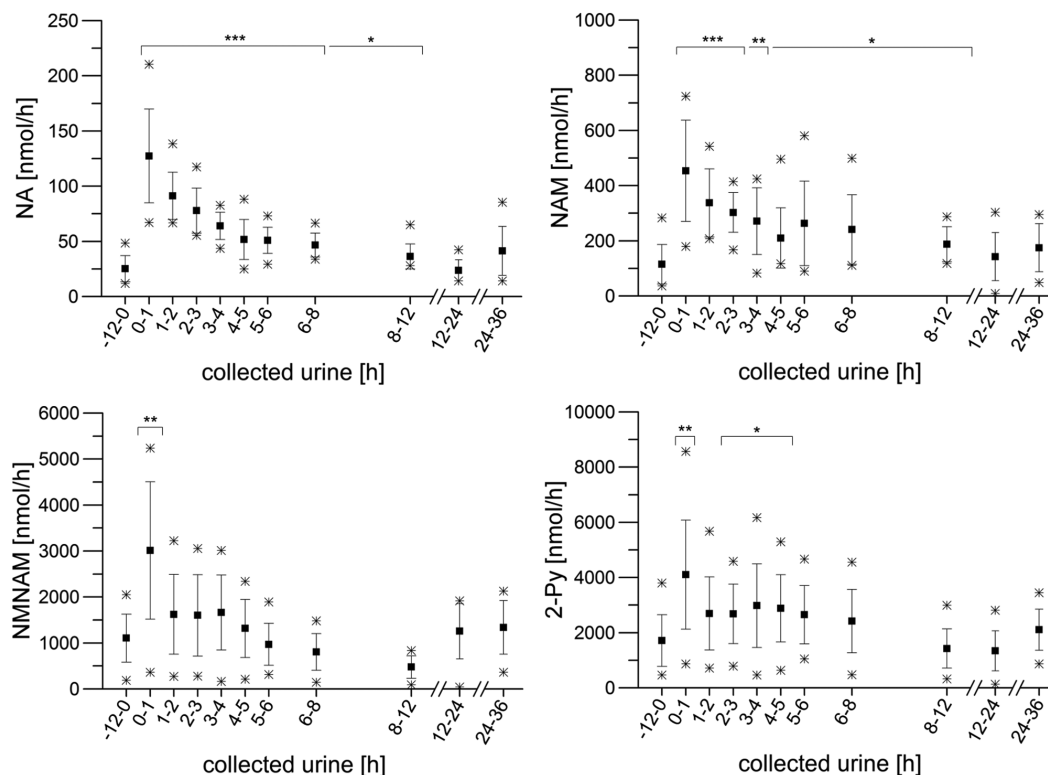 250
200
150
100
50
0
NA [nmol/h]
*** *
-12-0 0-1 1-2 2-3 3-4 4-5 5-6 6-8 8-12 12-24 24-36
collected urine [h]
1000
800
600
400
200
0
NAM [nmol/h]
*** ** *
-12-0 0-1 1-2 2-3 3-4 4-5 5-6 6-8 8-12 12-24 24-36
collected urine [h]
6000
5000
4000
3000
2000
1000
0
NMNAM [nmol/h]
**
-12-0 0-1 1-2 2-3 3-4 4-5 5-6 6-8 8-12 12-24 24-36
collected urine [h]
10000
8000
6000
4000
2000
0
2-Py [nmol/h]
** *
-12-0 0-1 1-2 2-3 3-4 4-5 5-6 6-8 8-12 12-24 24-36
collected urine [h]